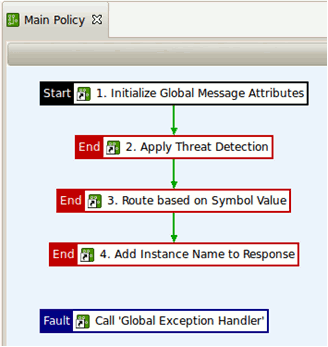 Main Policy
Start 1. Initialize Global Message Attributes
End 2. Apply Threat Detection
End 3. Route based on Symbol Value
End 4. Add Instance Name to Response
Fault Call 'Global Exception Handler'